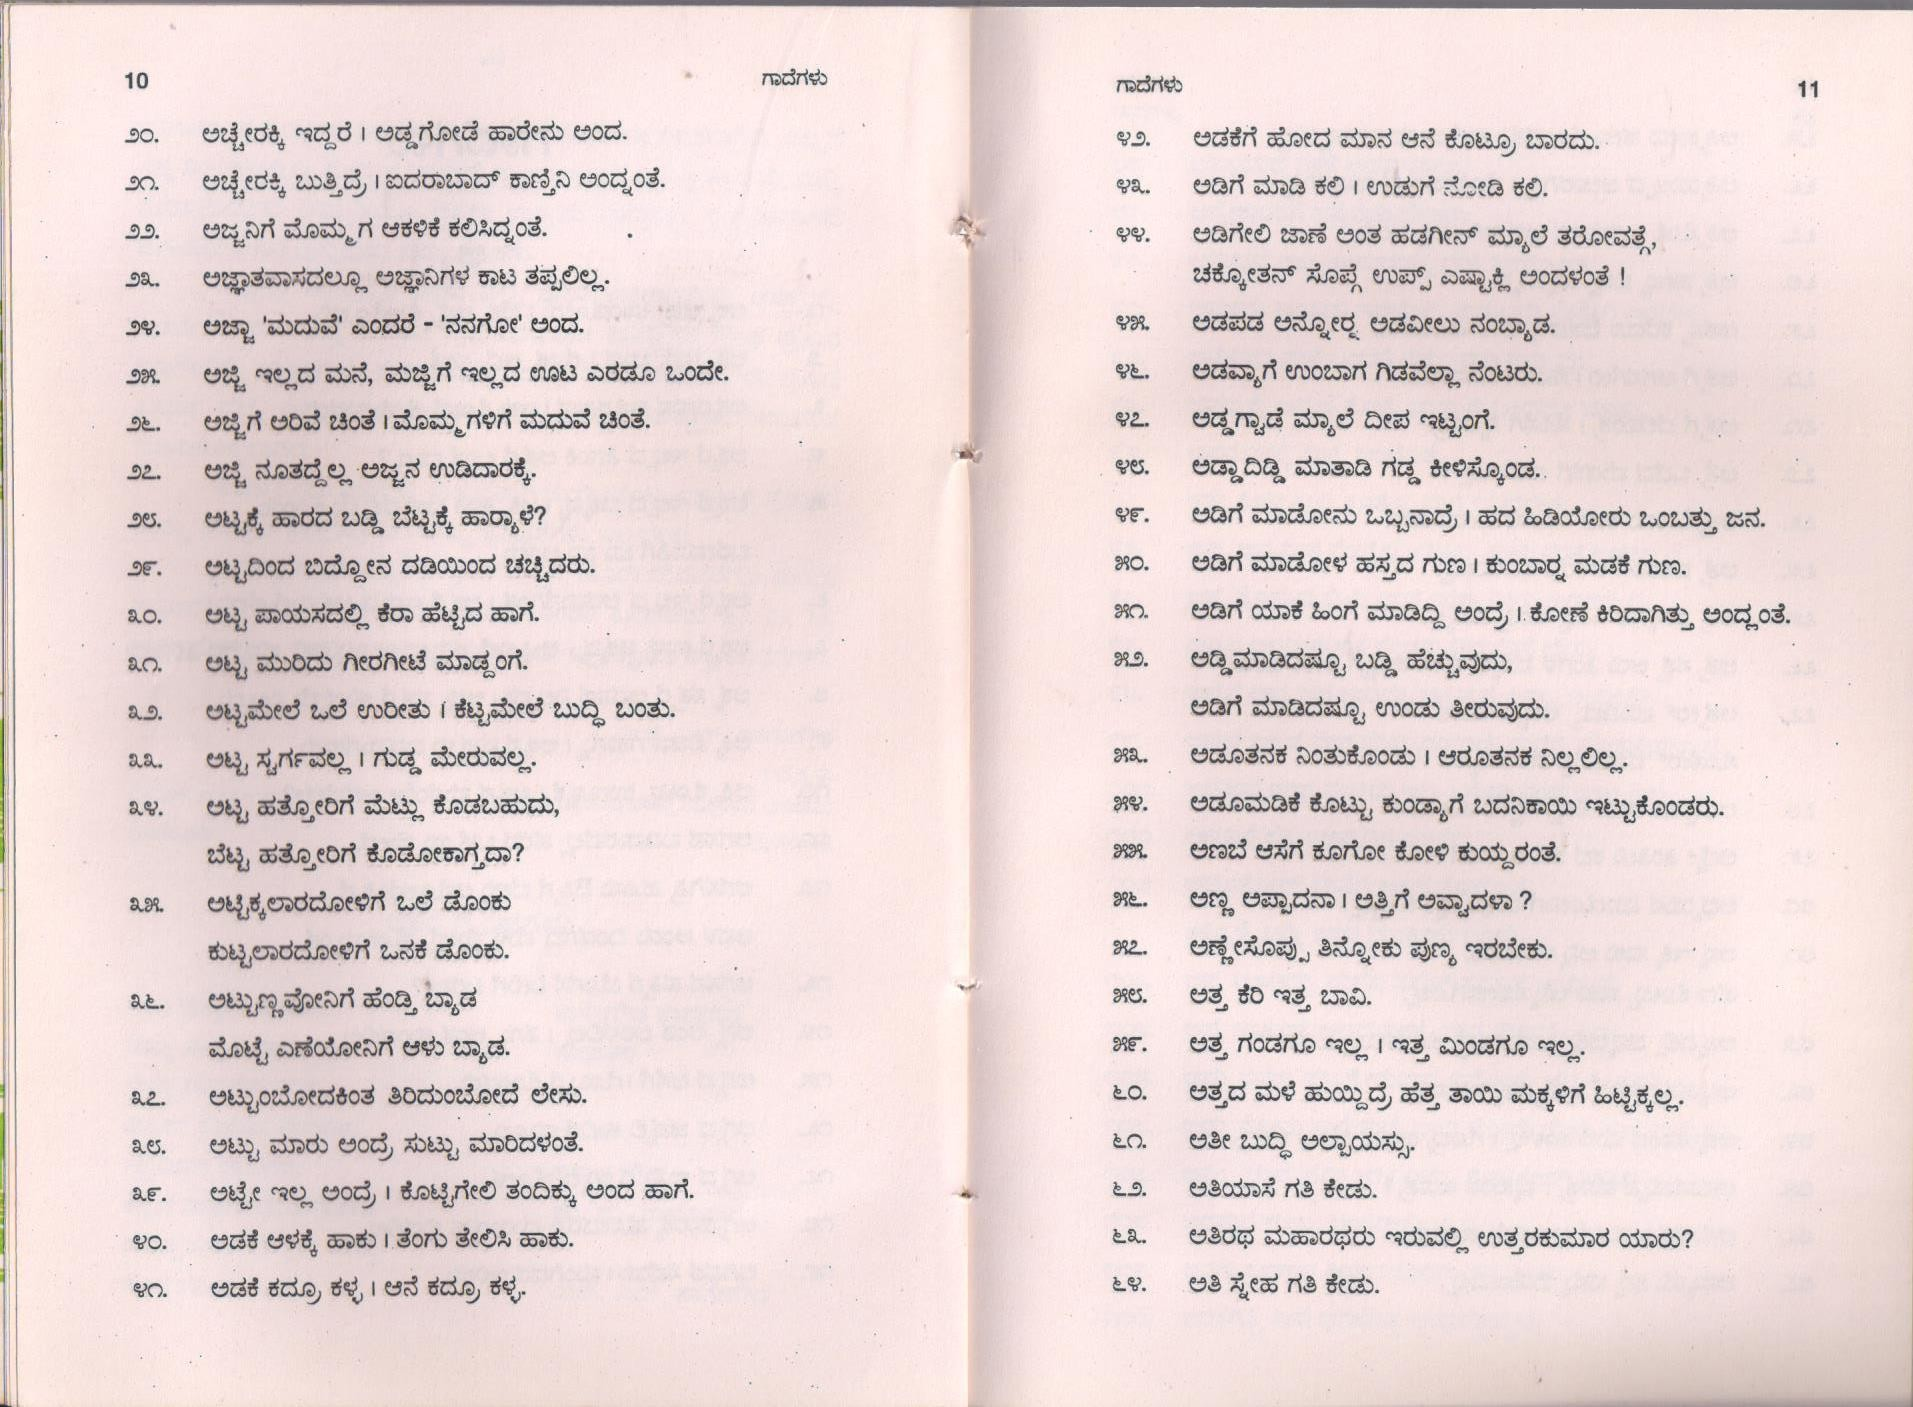 10
ಗಾದೆಗಳು
೨೦. ಅಚ್ಚೇರಕ್ಕಿ ಇದ್ದರೆ । ಅಡ್ಡಗೋಡೆ ಹಾರೇನು ಅಂದ.
೨೧. ಅಚ್ಚೇರಕ್ಕಿ ಬುತ್ತಿದ್ರೆ । ಐದರಾಬಾದ್ ಕಾಣ್ತಿನಿ ಅಂದ್ನಂತೆ.
೨೨. ಅಜ್ಜನಿಗೆ ಮೊಮ್ಮಗ ಆಕಳಿಕೆ ಕಲಿಸಿದ್ನಂತೆ.
೨೩. ಅಜ್ಞಾತವಾಸದಲ್ಲೂ ಅಜ್ಞಾನಿಗಳ ಕಾಟ ತಪ್ಪಲಿಲ್ಲ.
೨೪. ಅಜ್ಜಾ 'ಮದುವೆ' ಎಂದರೆ - 'ನನಗೋ' ಅಂದ.
೨೫. ಅಜ್ಜಿ ಇಲ್ಲದ ಮನೆ, ಮಜ್ಜಿಗೆ ಇಲ್ಲದ ಊಟ ಎರಡೂ ಒಂದೇ.
೨೬. ಅಜ್ಜಿಗೆ ಅರಿವೆ ಚಿಂತೆ । ಮೊಮ್ಮಗಳಿಗೆ ಮದುವೆ ಚಿಂತೆ.
೨೭. ಅಜ್ಜಿ ನೂತದ್ದೆಲ್ಲ ಅಜ್ಜನ ಉಡಿದಾರಕ್ಕೆ.
೨೮. ಅಟ್ಟಕ್ಕೆ ಹಾರದ ಬಡ್ಡಿ ಬೆಟ್ಟಕ್ಕೆ ಹಾರ‍್ಯಾಳೆ?
೨೯. ಅಟ್ಟದಿಂದ ಬಿದ್ದೋನ ದಡಿಯಿಂದ ಚಚ್ಚಿದರು.
೩೦. ಅಟ್ಟ ಪಾಯಸದಲ್ಲಿ ಕೆರಾ ಹೆಟ್ಟಿದ ಹಾಗೆ.
೩೧. ಅಟ್ಟ ಮುರಿದು ಗೀರಗೀಟೆ ಮಾಡ್ದಂಗೆ.
೩೨. ಅಟ್ಟಮೇಲೆ ಒಲೆ ಉರೀತು । ಕೆಟ್ಟಮೇಲೆ ಬುದ್ಧಿ ಬಂತು.
೩೩. ಅಟ್ಟ ಸ್ವರ್ಗವಲ್ಲ । ಗುಡ್ಡ ಮೇರುವಲ್ಲ.
೩೪. ಅಟ್ಟ ಹತ್ತೋರಿಗೆ ಮೆಟ್ಲು ಕೊಡಬಹುದು,
ಬೆಟ್ಟ ಹತ್ತೋರಿಗೆ ಕೊಡೋಕಾಗ್ತದಾ?
೩೫. ಅಟ್ಟಿಕ್ಕಲಾರದೋಳಿಗೆ ಒಲೆ ಡೊಂಕು
ಕುಟ್ಟಲಾರದೋಳಿಗೆ ಒನಕೆ ಡೊಂಕು.
೩೬. ಅಟ್ಟುಣ್ಣವೋನಿಗೆ ಹೆಂಡ್ತಿ ಬ್ಯಾಡ
ಮೊಟ್ಟೆ ಎಣೆಯೋನಿಗೆ ಆಳು ಬ್ಯಾಡ.
೩೭. ಅಟ್ಟುಂಬೋದಕಿಂತ ತಿರಿದುಂಬೋದೆ ಲೇಸು.
೩೮. ಅಟ್ಟು ಮಾರು ಅಂದ್ರೆ ಸುಟ್ಟು ಮಾರಿದಳಂತೆ.
೩೯. ಅಟ್ಟೇ ಇಲ್ಲ ಅಂದ್ರೆ । ಕೊಟ್ಟಿಗೇಲಿ ತಂದಿಕ್ಕು ಅಂದ ಹಾಗೆ.
೪೦. ಅಡಕೆ ಆಳಕ್ಕೆ ಹಾಕು । ತೆಂಗು ತೇಲಿಸಿ ಹಾಕು.
೪೧. ಅಡಕೆ ಕದ್ರೂ ಕಳ್ಳ । ಆನೆ ಕದ್ರೂ ಕಳ್ಳ.
ಗಾದೆಗಳು
11
೪೨. ಅಡಕೆಗೆ ಹೋದ ಮಾನ ಆನೆ ಕೊಟ್ರೂ ಬಾರದು.
೪೩. ಅಡಿಗೆ ಮಾಡಿ ಕಲಿ । ಉಡುಗೆ ನೋಡಿ ಕಲಿ.
೪೪. ಅಡಿಗೇಲಿ ಜಾಣೆ ಅಂತ ಹಡಗೀನ್ ಮ್ಯಾಲೆ ತರೋವತ್ಗೆ,
ಚಕ್ಕೋತನ್ ಸೊಪ್ಗೆ ಉಪ್ಪ್ ಎಷ್ಟಾಕ್ಲಿ ಅಂದಳಂತೆ !
೪೫. ಅಡಪಡ ಅನ್ನೋರ‍್ನ ಅಡವೀಲು ನಂಬ್ಯಾಡ.
೪೬. ಅಡವ್ಯಾಗೆ ಉಂಬಾಗ ಗಿಡವೆಲ್ಲಾ ನೆಂಟರು.
೪೭. ಅಡ್ಡಗ್ವಾಡೆ ಮ್ಯಾಲೆ ದೀಪ ಇಟ್ಟಂಗೆ.
೪೮. ಅಡ್ಡಾದಿಡ್ಡಿ ಮಾತಾಡಿ ಗಡ್ಡ ಕೀಳಿಸ್ಕೊಂಡ.
೪೯. ಅಡಿಗೆ ಮಾಡೋನು ಒಬ್ಬನಾದ್ರೆ । ಹದ ಹಿಡಿಯೋರು ಒಂಬತ್ತು ಜನ.
೫೦. ಅಡಿಗೆ ಮಾಡೋಳ ಹಸ್ತದ ಗುಣ । ಕುಂಬಾರ‍್ನ ಮಡಕೆ ಗುಣ.
೫೧. ಅಡಿಗೆ ಯಾಕೆ ಹಿಂಗೆ ಮಾಡಿದ್ದಿ ಅಂದ್ರೆ । ಕೋಣೆ ಕಿರಿದಾಗಿತ್ತು ಅಂದ್ಲಂತೆ.
೫೨. ಅಡ್ಡಿಮಾಡಿದಷ್ಟೂ ಬಡ್ಡಿ ಹೆಚ್ಚುವುದು,
ಅಡಿಗೆ ಮಾಡಿದಷ್ಟೂ ಉಂಡು ತೀರುವುದು.
೫೩. ಅಡೂತನಕ ನಿಂತುಕೊಂಡು । ಆರೂತನಕ ನಿಲ್ಲಲಿಲ್ಲ.
೫೪. ಅಡೂಮಡಿಕೆ ಕೊಟ್ಟು ಕುಂಡ್ಯಾಗೆ ಬದನಿಕಾಯಿ ಇಟ್ಟುಕೊಂಡರು.
೫೫. ಅಣಬೆ ಆಸೆಗೆ ಕೂಗೋ ಕೋಳಿ ಕುಯ್ದರಂತೆ.
೫೬. ಅಣ್ಣ ಅಪ್ಪಾದನಾ । ಅತ್ತಿಗೆ ಅವ್ವಾದಳಾ ?
೫೭. ಅಣ್ಣೇಸೊಪ್ಪು ತಿನ್ನೋಕು ಪುಣ್ಯ ಇರಬೇಕು.
೫೮. ಅತ್ತ ಕೆರಿ ಇತ್ತ ಬಾವಿ.
೫೯. ಅತ್ತ ಗಂಡಗೂ ಇಲ್ಲ । ಇತ್ತ ಮಿಂಡಗೂ ಇಲ್ಲ.
೬೦. ಅತ್ತದ ಮಳೆ ಹುಯ್ದಿದ್ರೆ ಹೆತ್ತ ತಾಯಿ ಮಕ್ಕಳಿಗೆ ಹಿಟ್ಟಿಕ್ಕಲ್ಲ.
೬೧. ಅತೀ ಬುದ್ಧಿ ಅಲ್ಪಾಯಸ್ಸು.
೬೨. ಅತಿಯಾಸೆ ಗತಿ ಕೇಡು.
೬೩. ಅತಿರಥ ಮಹಾರಥರು ಇರುವಲ್ಲಿ ಉತ್ತರಕುಮಾರ ಯಾರು?
೬೪. ಅತಿ ಸ್ನೇಹ ಗತಿ ಕೇಡು.